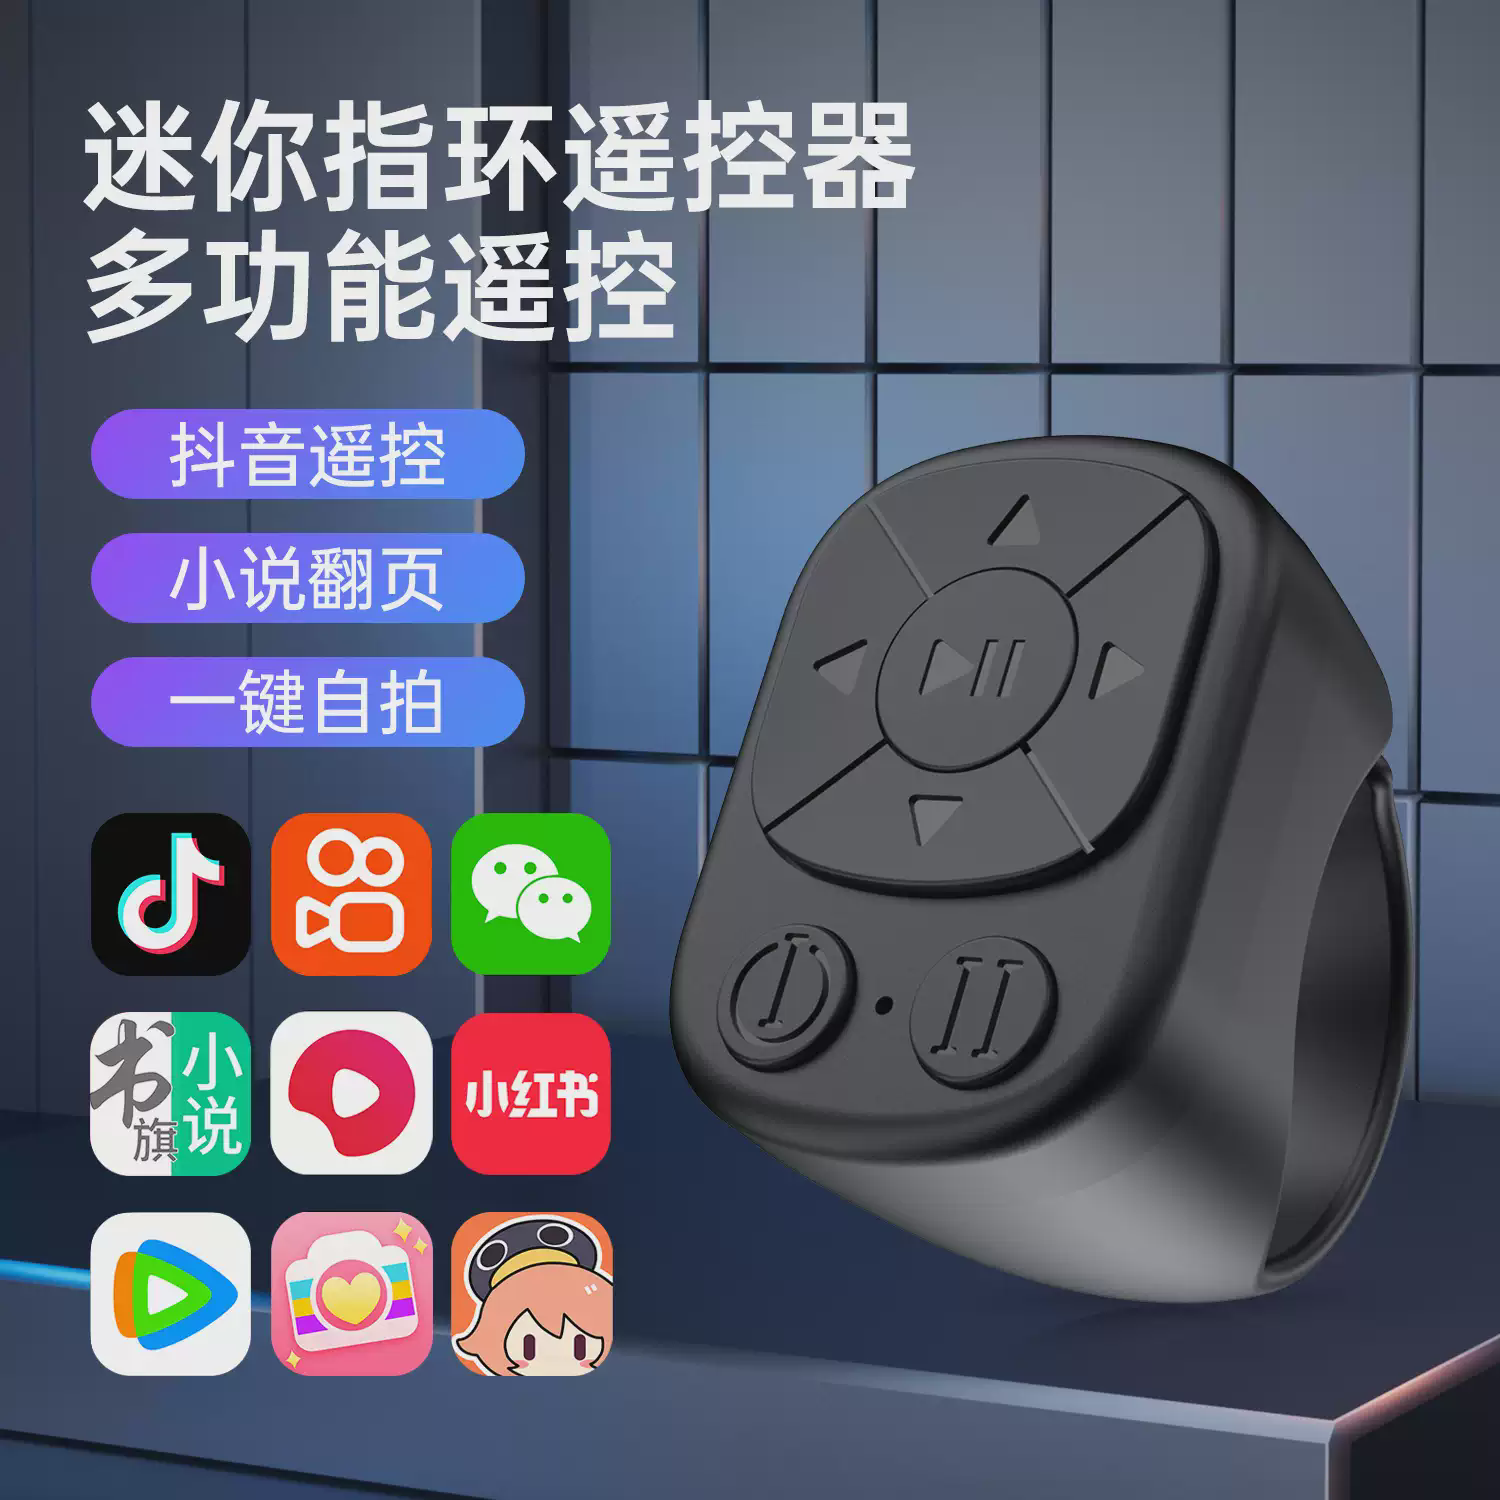 迷你指环遥控器
多功能遥控
抖音遥控
小说翻页
一键自拍
书旗
小说
小红书